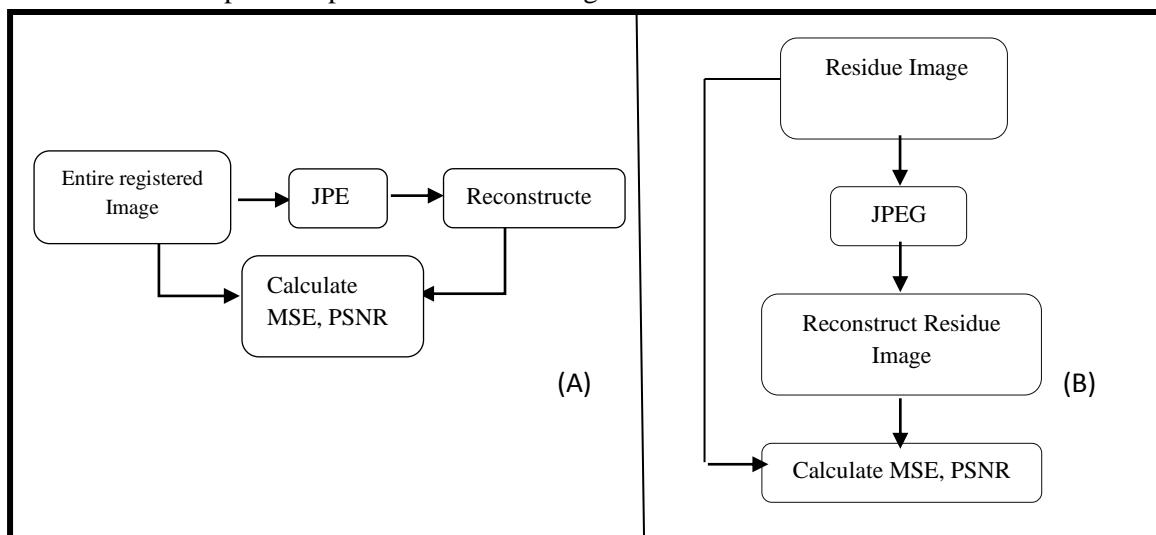 Entire registered
Image
JPE
Reconstructe
Calculate
MSE, PSNR
(A)
Residue Image
JPEG
Reconstruct Residue
Image
(B)
Calculate MSE, PSNR